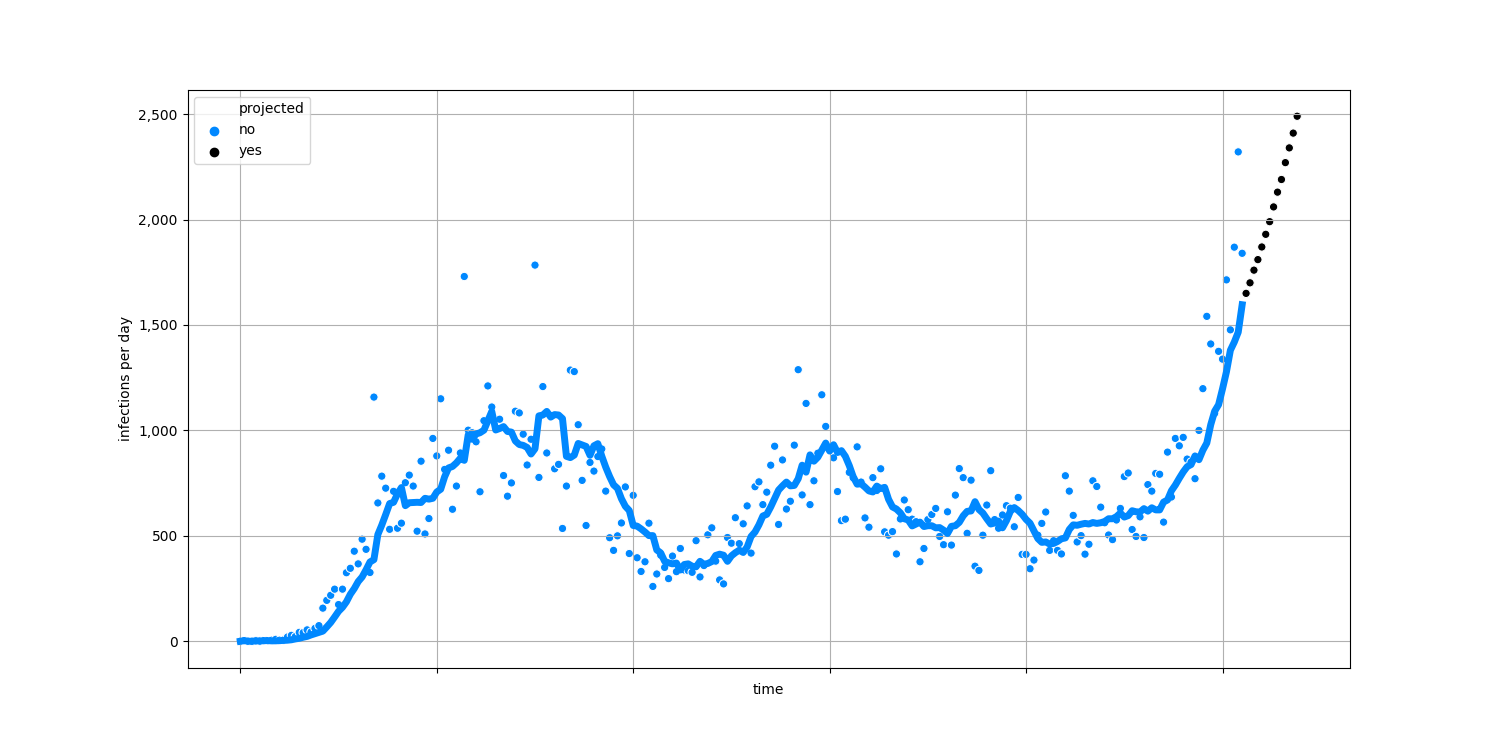 projected
no
yes
2,500
2,000
1,500
1,000
500
0
infections per day
time